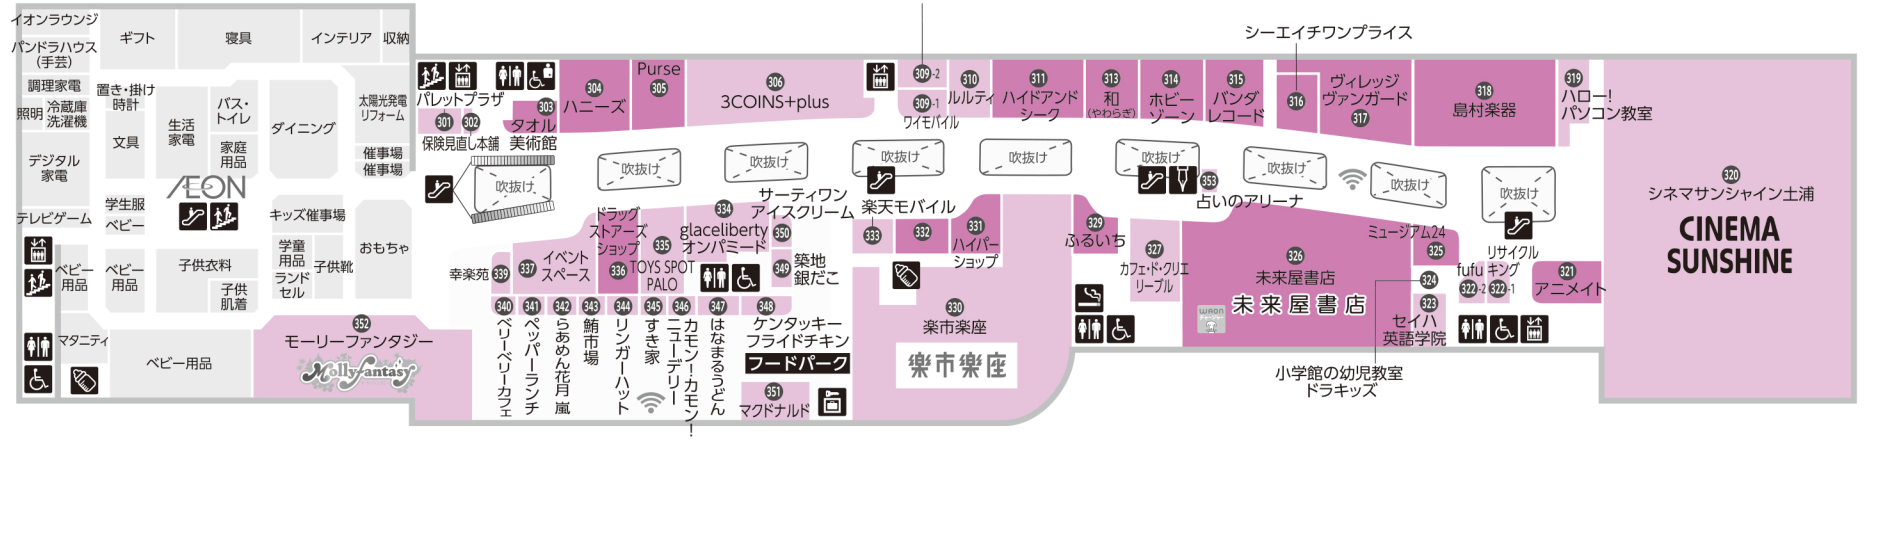 イオンラウンジ
パンドラハウス
（手芸）
調理家電
照明
冷蔵庫
洗濯機
デジタル
家電
テレビゲーム
ギフト
寝具
インテリア
収納
置き・掛け
時計
文具
生活
家電
バス・
トイレ
家庭
用品
ダイニング
太陽光発電
リフォーム
催事場
催事場
ÆON
学生服
ベビー
キッズ催事場
学童
用品
ランド
セル
子供靴
おもちゃ
ベビー
用品
ベビー
用品
子供衣料
子供
肌着
マタニティ
ベビー用品
352
モーリーファンタジー
Mollyfantasy
パレットプラザ
301
302
保険見直し本舗
303
タオル
美術館
304
ハニーズ
Purse
305
306
3COINS+plus
309-2
309-1
ワイモバイル
310
ルルティ
311
ハイドアンド
シーク
313
和
（やわらぎ）
314
ホビー
ゾーン
315
バンダ
レコード
シーエイチワンプライス
316
ヴィレッジ
ヴァンガード
317
318
島村楽器
319
ハロー！
パソコン教室
320
シネマサンシャイン土浦
CINEMA
SUNSHINE
吹抜け
吹抜け
吹抜け
吹抜け
吹抜け
吹抜け
吹抜け
吹抜け
吹抜け
353
占いのアリーナ
幸楽苑
339
337
イベント
スペース
ドラッグ
ストアーズ
ショップ
336
335
TOYS SPOT
PALO
334
glaceliberty
オンパミード
サーティワン
アイスクリーム
350
349
築地
銀だこ
楽天モバイル
333
332
331
ハイパー
ショップ
340
ベリーベリーカフェ
341
ペッパーランチ
342
らあめん花月 嵐
343
鮪市場
344
リンガーハット
345
すき家
346
カモン！カモン！
ニューデリー
347
はなまるうどん
348
ケンタッキー
フライドチキン
フードパーク
351
マクドナルド
330
楽市楽座
樂市樂座
329
ふるいち
327
カフェ・ド・クリエ
リーブル
326
未来屋書店
未来屋書店
WAON
ミュージアム24
325
324
323
セイハ
英語学院
小学館の幼児教室
ドラキッズ
fufu
322-2
リサイクル
キング
322-1
321
アニメイト